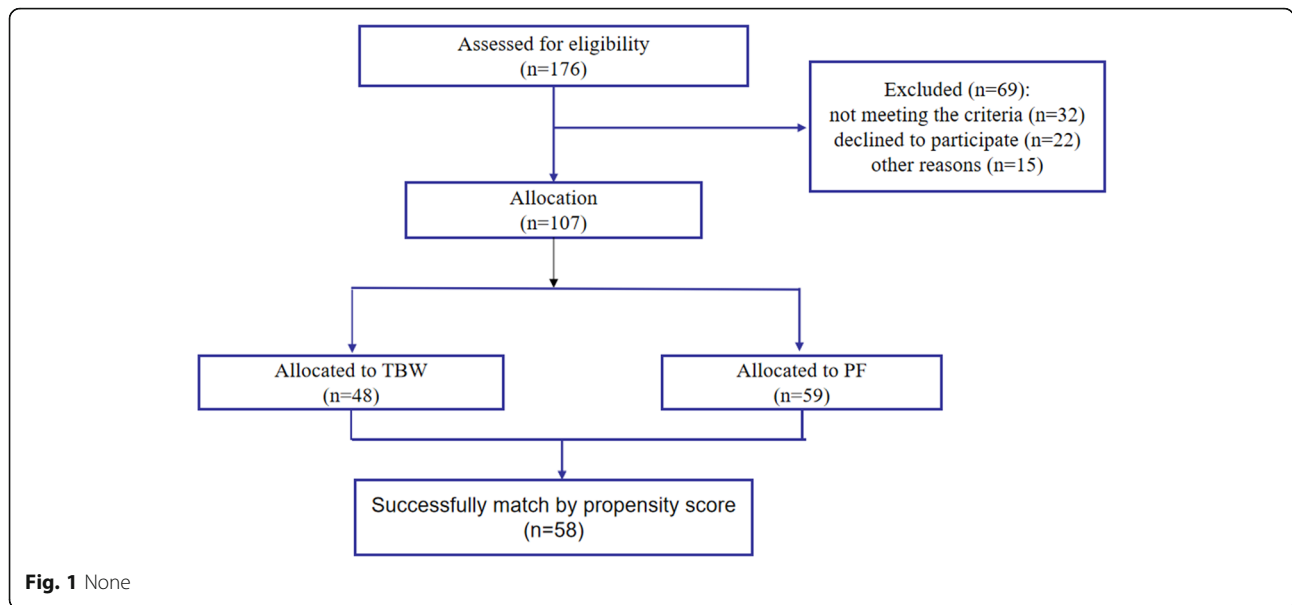 Assessed for eligibility
(n=176)
Excluded (n=69):
not meeting the criteria (n=32)
declined to participate (n=22)
other reasons (n=15)
Allocation
(n=107)
Allocated to TBW
(n=48)
Allocated to PF
(n=59)
Successfully match by propensity score
(n=58)
Fig. 1 None